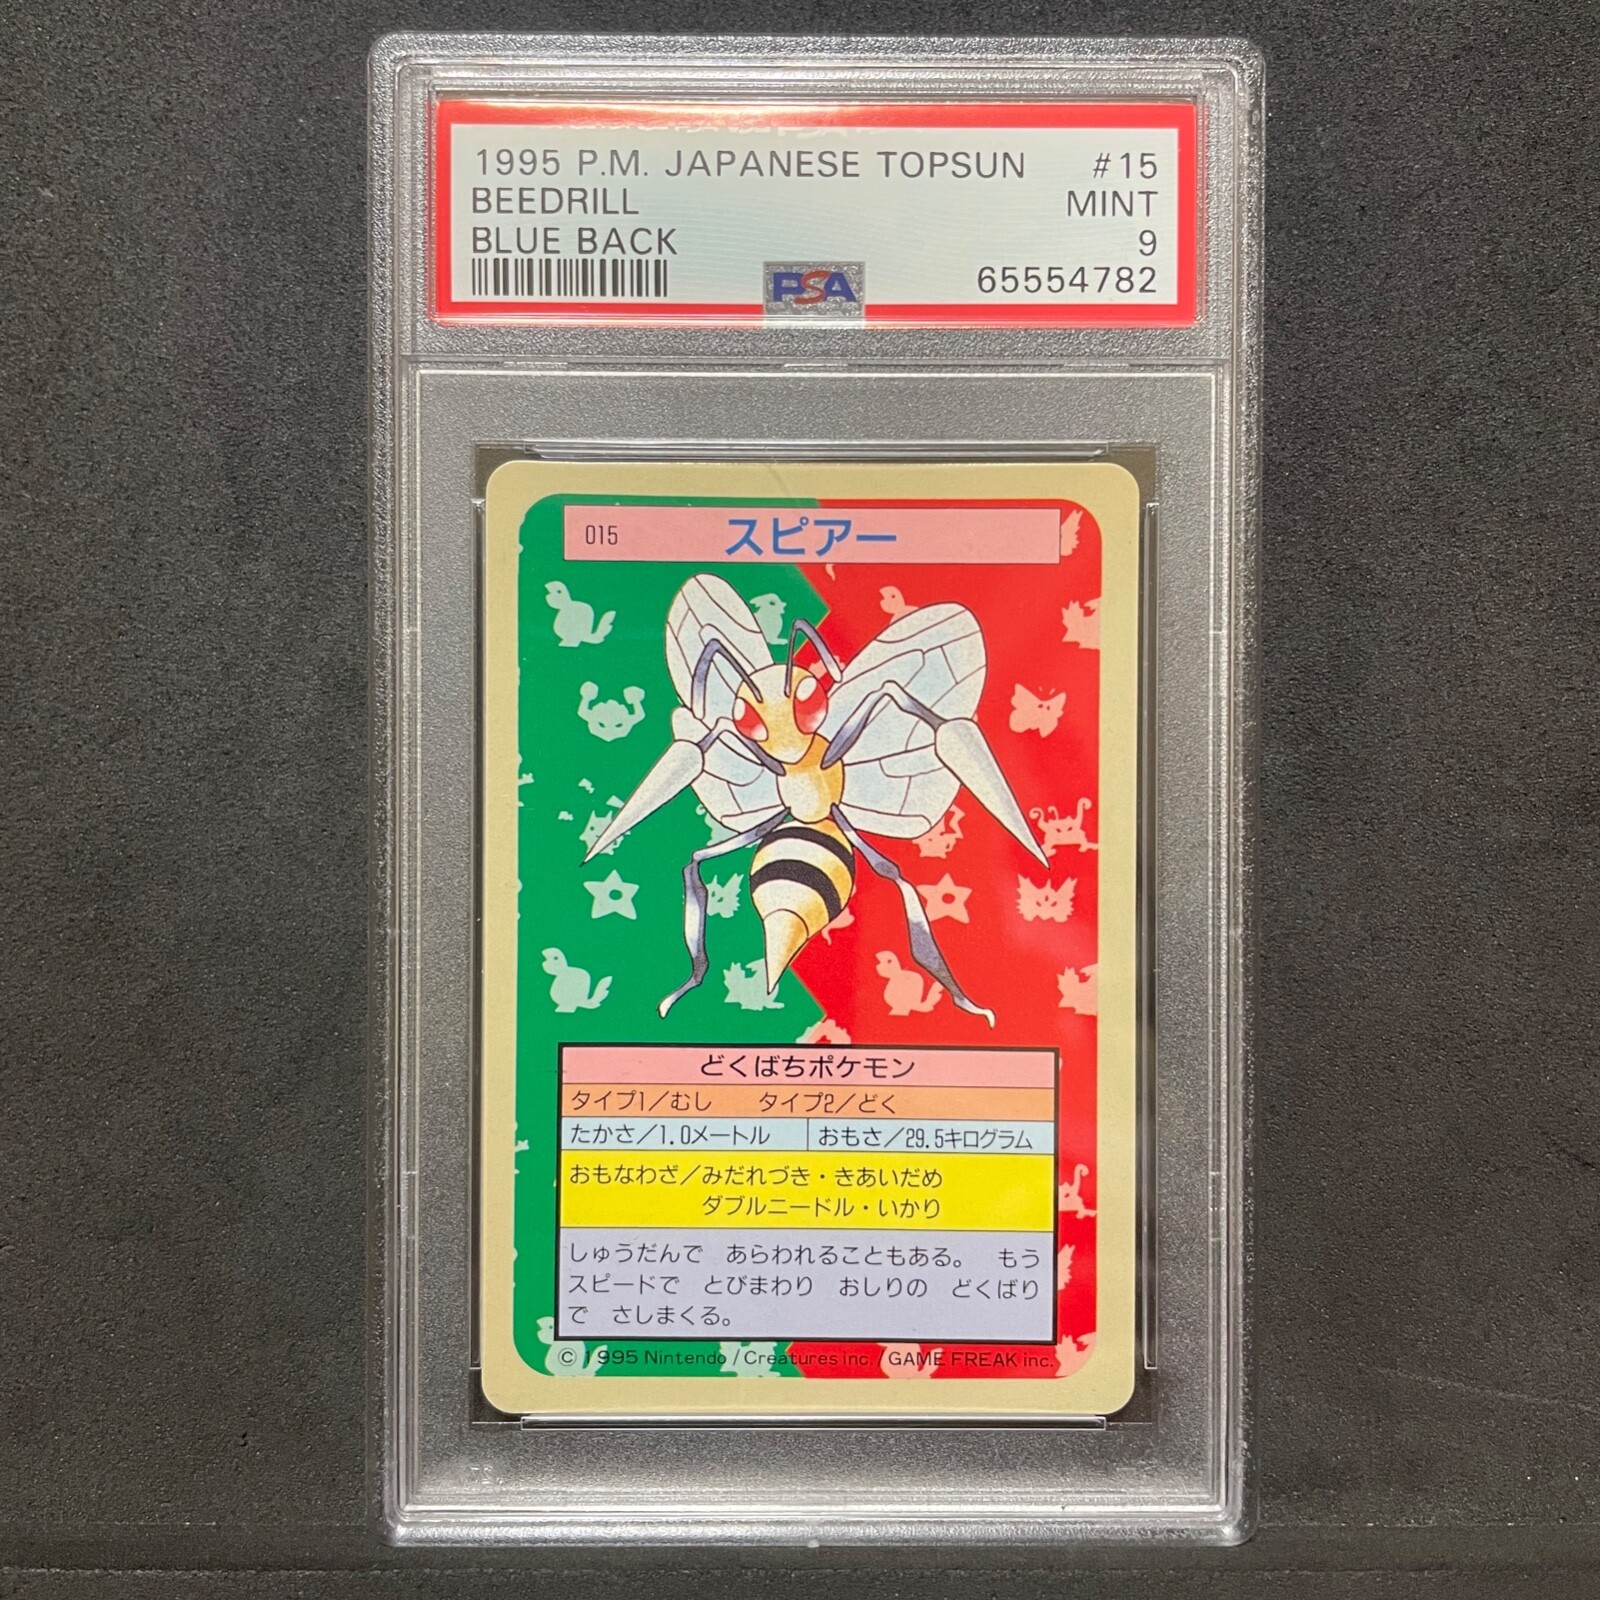 1995 P.M. JAPANESE TOPSUN #15
BEEDRILL MINT
BLUE BACK 9
65554782
PSA
015 スピアー
どくばちポケモン
タイプ1/むし タイプ2/どく
たかさ/1.0メートル おもさ/29.5キログラム
おもなわざ/みだれづき・きあいだめ
ダブルニードル・いかり
しゅうだんで あらわれることもある。 もう
スピードで とびまわり おしりの どくばり
で さしまくる。
© 1995 Nintendo / Creatures inc. / GAME FREAK inc.